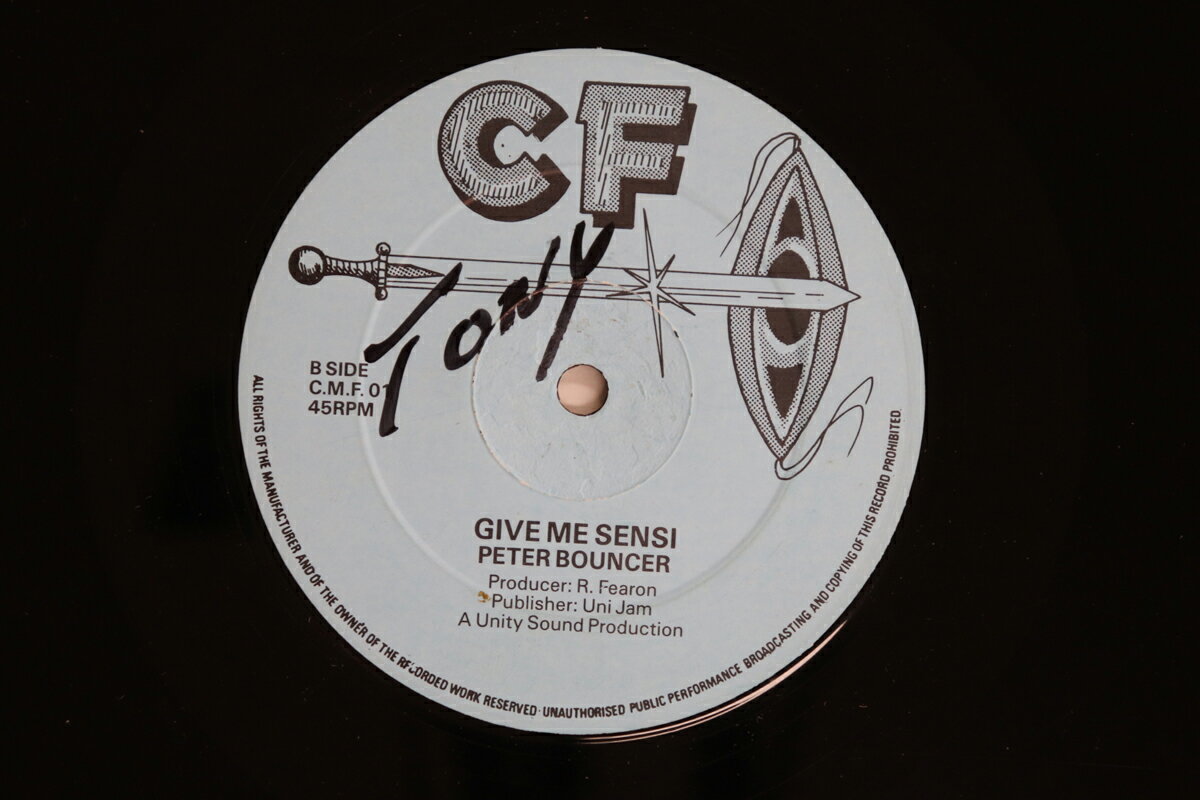 CF
TONY
B SIDE
C.M.F. 01
45RPM
GIVE ME SENSI
PETER BOUNCER
Producer: R. Fearon
Publisher: Uni Jam
A Unity Sound Production
ALL RIGHTS OF THE MANUFACTURER AND OF THE OWNER OF THE RECORDED WORK RESERVED · UNAUTHORISED PUBLIC PERFORMANCE BROADCASTING AND COPYING OF THIS RECORD PROHIBITED